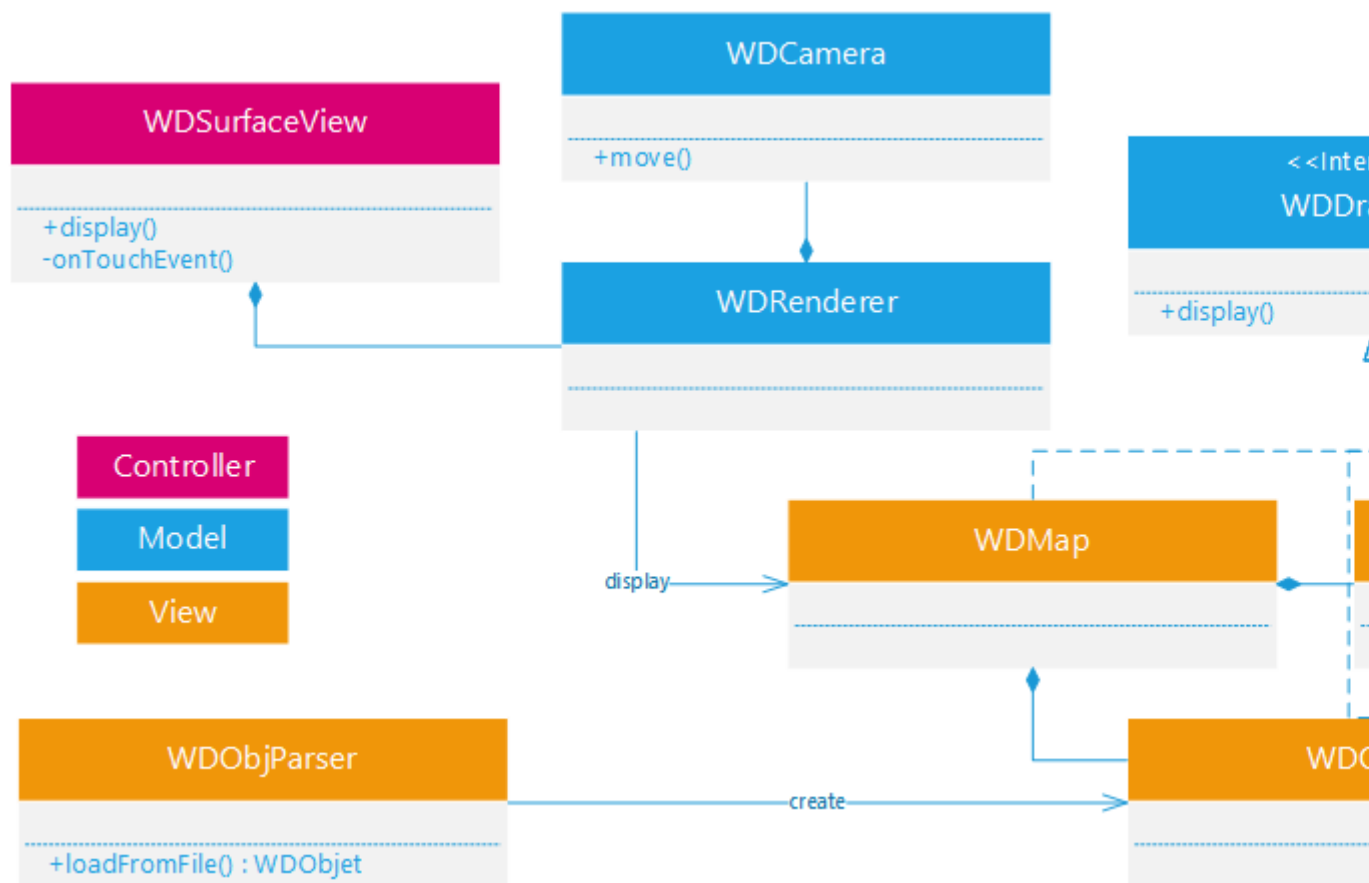 WDCamera
+move()
WDSurfaceView
+display()
-onTouchEvent()
WDRenderer
+display()
Controller
Model
View
display
WDMap
WDObjParser
+loadFromFile() : WDObjet
create